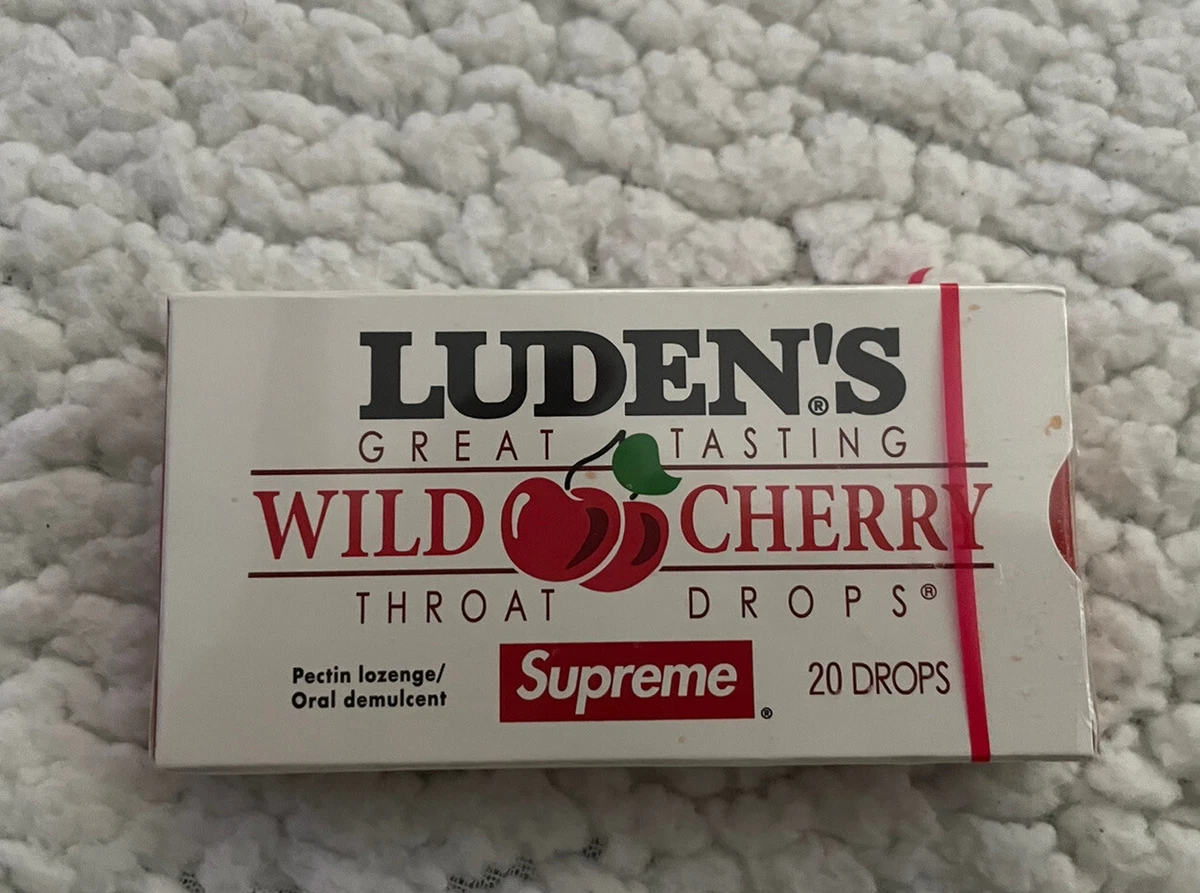 LUDEN'S®
GREAT TASTING
WILD CHERRY
THROAT DROPS®
Pectin lozenge/
Oral demulcent
Supreme®
20 DROPS